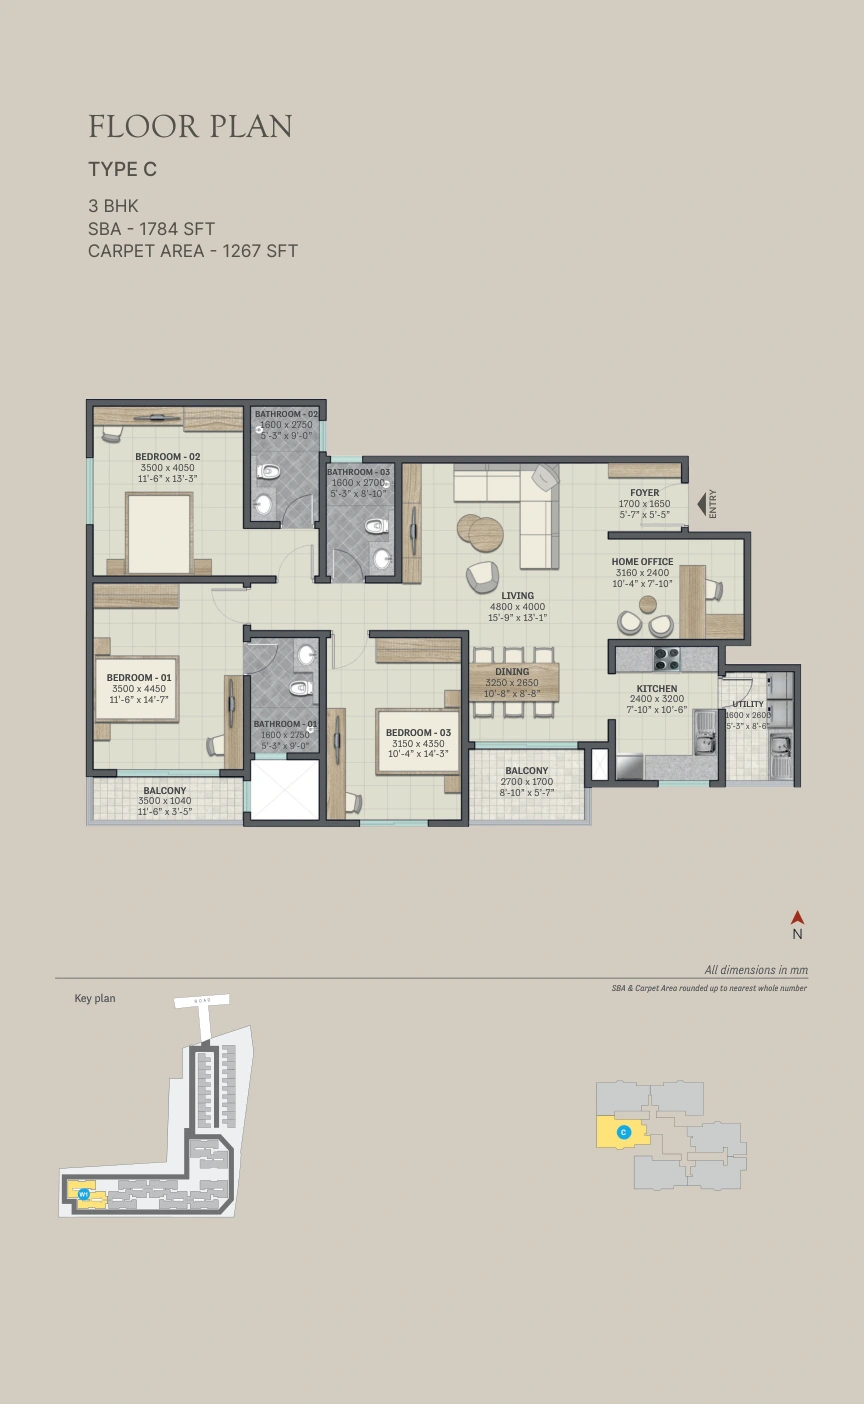 FLOOR PLAN
TYPE C
3 BHK
SBA - 1784 SFT
CARPET AREA - 1267 SFT
BATHROOM - 02
1600 x 2750
5'-3" x 9'-0"
BEDROOM - 02
3500 x 4050
11'-6" x 13'-3"
BATHROOM - 03
1600 x 2700
5'-3" x 8'-10"
FOYER
1700 x 1650
5'-7" x 5'-5"
ENTRY
HOME OFFICE
3160 x 2400
10'-4" x 7'-10"
LIVING
4800 x 4000
15'-9" x 13'-1"
BEDROOM - 01
3500 x 4450
11'-6" x 14'-7"
DINING
3250 x 2650
10'-8" x 8'-8"
KITCHEN
2400 x 3200
7'-10" x 10'-6"
UTILITY
1600 x 2600
5'-3" x 8'-6"
BATHROOM - 01
1600 x 2750
5'-3" x 9'-0"
BEDROOM - 03
3150 x 4350
10'-4" x 14'-3"
BALCONY
2700 x 1700
8'-10" x 5'-7"
BALCONY
3500 x 1040
11'-6" x 3'-5"
N
All dimensions in mm
SBA & Carpet Area rounded up to nearest whole number
Key plan
ROAD
W1
C